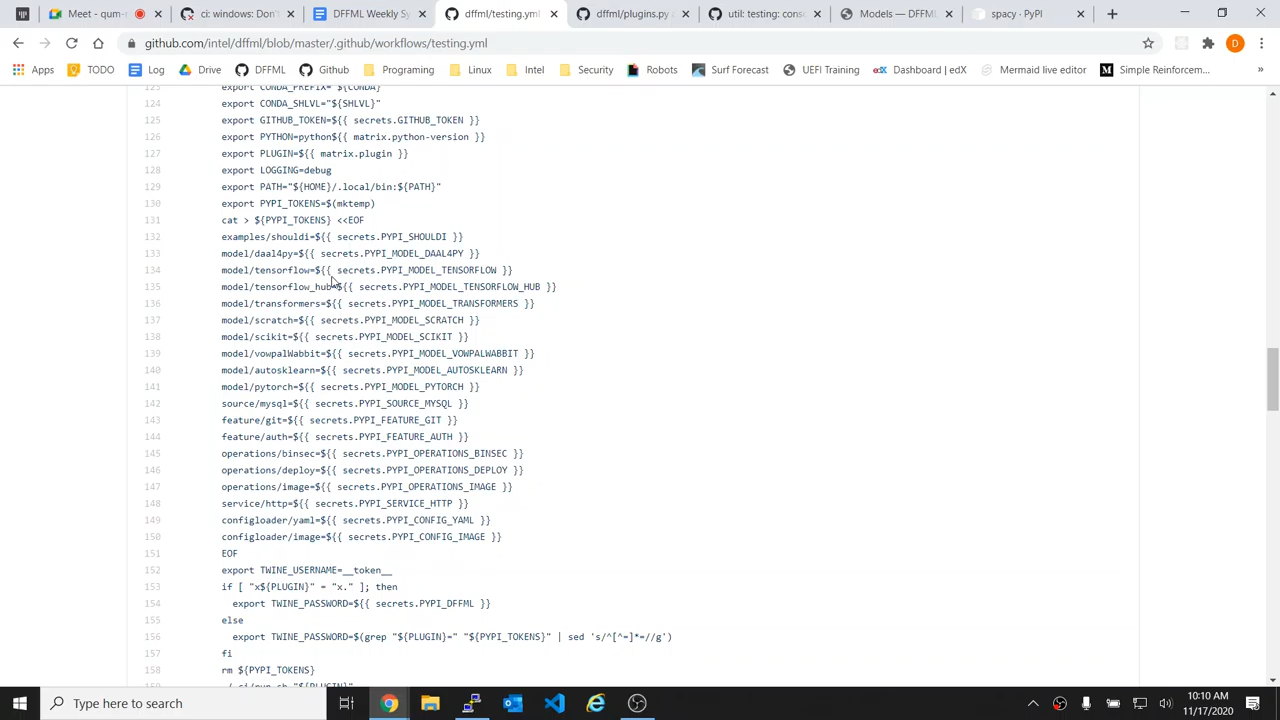 Meet - qum-
ci: windows: Don't
DFFML Weekly Sy
dffml/testing.yml
dffml/plugins.py
util: testing: cons
Models — DFFML
spacy · PyPI
github.com/intel/dffml/blob/master/.github/workflows/testing.yml
Apps
TODO
Log
Drive
DFFML
Github
Programing
Linux
Intel
Security
Robots
Surf Forecast
UEFI Training
Dashboard | edX
Mermaid live editor
Simple Reinforcem...
123 export CONDA_PREFIX="${CONDA}"
124 export CONDA_SHLVL="${SHLVL}"
125 export GITHUB_TOKEN=${{ secrets.GITHUB_TOKEN }}
126 export PYTHON=python${{ matrix.python-version }}
127 export PLUGIN=${{ matrix.plugin }}
128 export LOGGING=debug
129 export PATH="${HOME}/.local/bin:${PATH}"
130 export PYPI_TOKENS=$(mktemp)
131 cat > ${PYPI_TOKENS} <<EOF
132 examples/shouldi=${{ secrets.PYPI_SHOULDI }}
133 model/daal4py=${{ secrets.PYPI_MODEL_DAAL4PY }}
134 model/tensorflow=${{ secrets.PYPI_MODEL_TENSORFLOW }}
135 model/tensorflow_hub=${{ secrets.PYPI_MODEL_TENSORFLOW_HUB }}
136 model/transformers=${{ secrets.PYPI_MODEL_TRANSFORMERS }}
137 model/scratch=${{ secrets.PYPI_MODEL_SCRATCH }}
138 model/scikit=${{ secrets.PYPI_MODEL_SCIKIT }}
139 model/vowpalWabbit=${{ secrets.PYPI_MODEL_VOWPALWABBIT }}
140 model/autosklearn=${{ secrets.PYPI_MODEL_AUTOSKLEARN }}
141 model/pytorch=${{ secrets.PYPI_MODEL_PYTORCH }}
142 source/mysql=${{ secrets.PYPI_SOURCE_MYSQL }}
143 feature/git=${{ secrets.PYPI_FEATURE_GIT }}
144 feature/auth=${{ secrets.PYPI_FEATURE_AUTH }}
145 operations/binsec=${{ secrets.PYPI_OPERATIONS_BINSEC }}
146 operations/deploy=${{ secrets.PYPI_OPERATIONS_DEPLOY }}
147 operations/image=${{ secrets.PYPI_OPERATIONS_IMAGE }}
148 service/http=${{ secrets.PYPI_SERVICE_HTTP }}
149 configloader/yaml=${{ secrets.PYPI_CONFIG_YAML }}
150 configloader/image=${{ secrets.PYPI_CONFIG_IMAGE }}
151 EOF
152 export TWINE_USERNAME=__token__
153 if [ "x${PLUGIN}" = "x." ]; then
154 export TWINE_PASSWORD=${{ secrets.PYPI_DFFML }}
155 else
156 export TWINE_PASSWORD=$(grep "${PLUGIN}=" "${PYPI_TOKENS}" | sed 's/^[^=]*=//g')
157 fi
158 rm ${PYPI_TOKENS}
Type here to search
10:10 AM
11/17/2020